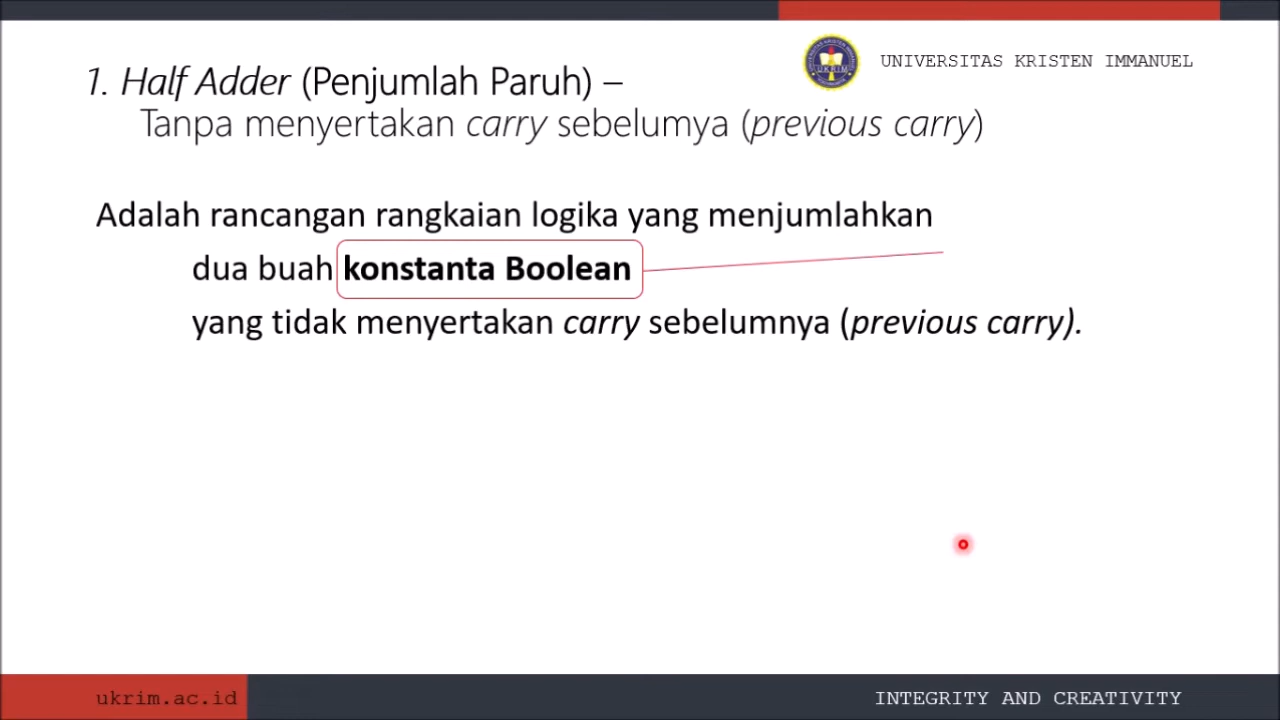 UNIVERSITAS KRISTEN IMMANUEL
1. Half Adder (Penjumlah Paruh) –
Tanpa menyertakan carry sebelumya (previous carry)
Adalah rancangan rangkaian logika yang menjumlahkan
dua buah konstanta Boolean
yang tidak menyertakan carry sebelumnya (previous carry).
ukrim.ac.id
INTEGRITY AND CREATIVITY